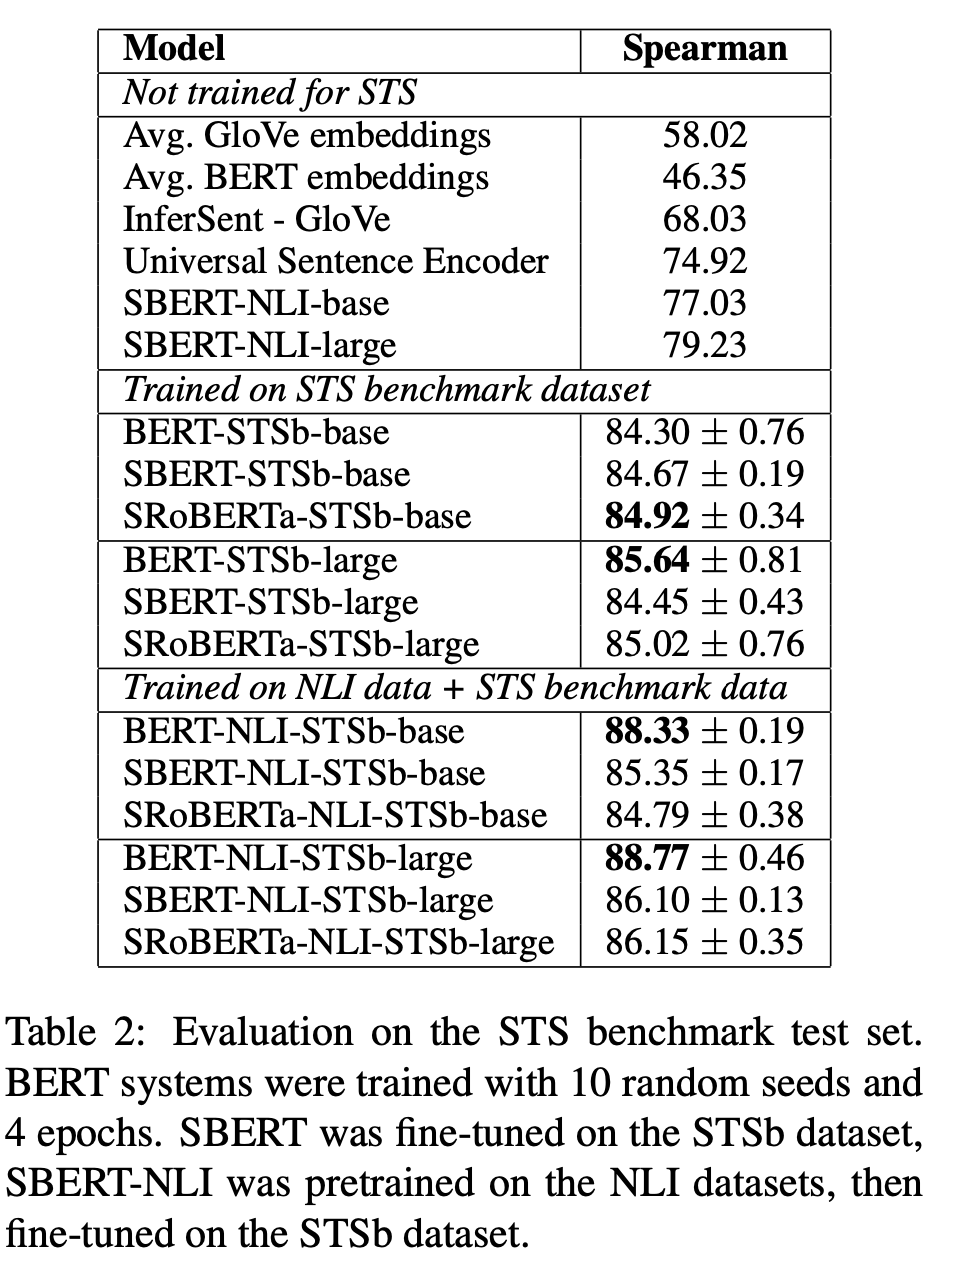 Model Spearman
Not trained for STS
Avg. GloVe embeddings 58.02
Avg. BERT embeddings 46.35
InferSent - GloVe 68.03
Universal Sentence Encoder 74.92
SBERT-NLI-base 77.03
SBERT-NLI-large 79.23
Trained on STS benchmark dataset
BERT-STSb-base 84.30 ± 0.76
SBERT-STSb-base 84.67 ± 0.19
SRoBERTa-STSb-base 84.92 ± 0.34
BERT-STSb-large 85.64 ± 0.81
SBERT-STSb-large 84.45 ± 0.43
SRoBERTa-STSb-large 85.02 ± 0.76
Trained on NLI data + STS benchmark data
BERT-NLI-STSb-base 88.33 ± 0.19
SBERT-NLI-STSb-base 85.35 ± 0.17
SRoBERTa-NLI-STSb-base 84.79 ± 0.38
BERT-NLI-STSb-large 88.77 ± 0.46
SBERT-NLI-STSb-large 86.10 ± 0.13
SRoBERTa-NLI-STSb-large 86.15 ± 0.35
Table 2: Evaluation on the STS benchmark test set.
BERT systems were trained with 10 random seeds and
4 epochs. SBERT was fine-tuned on the STSb dataset,
SBERT-NLI was pretrained on the NLI datasets, then
fine-tuned on the STSb dataset.